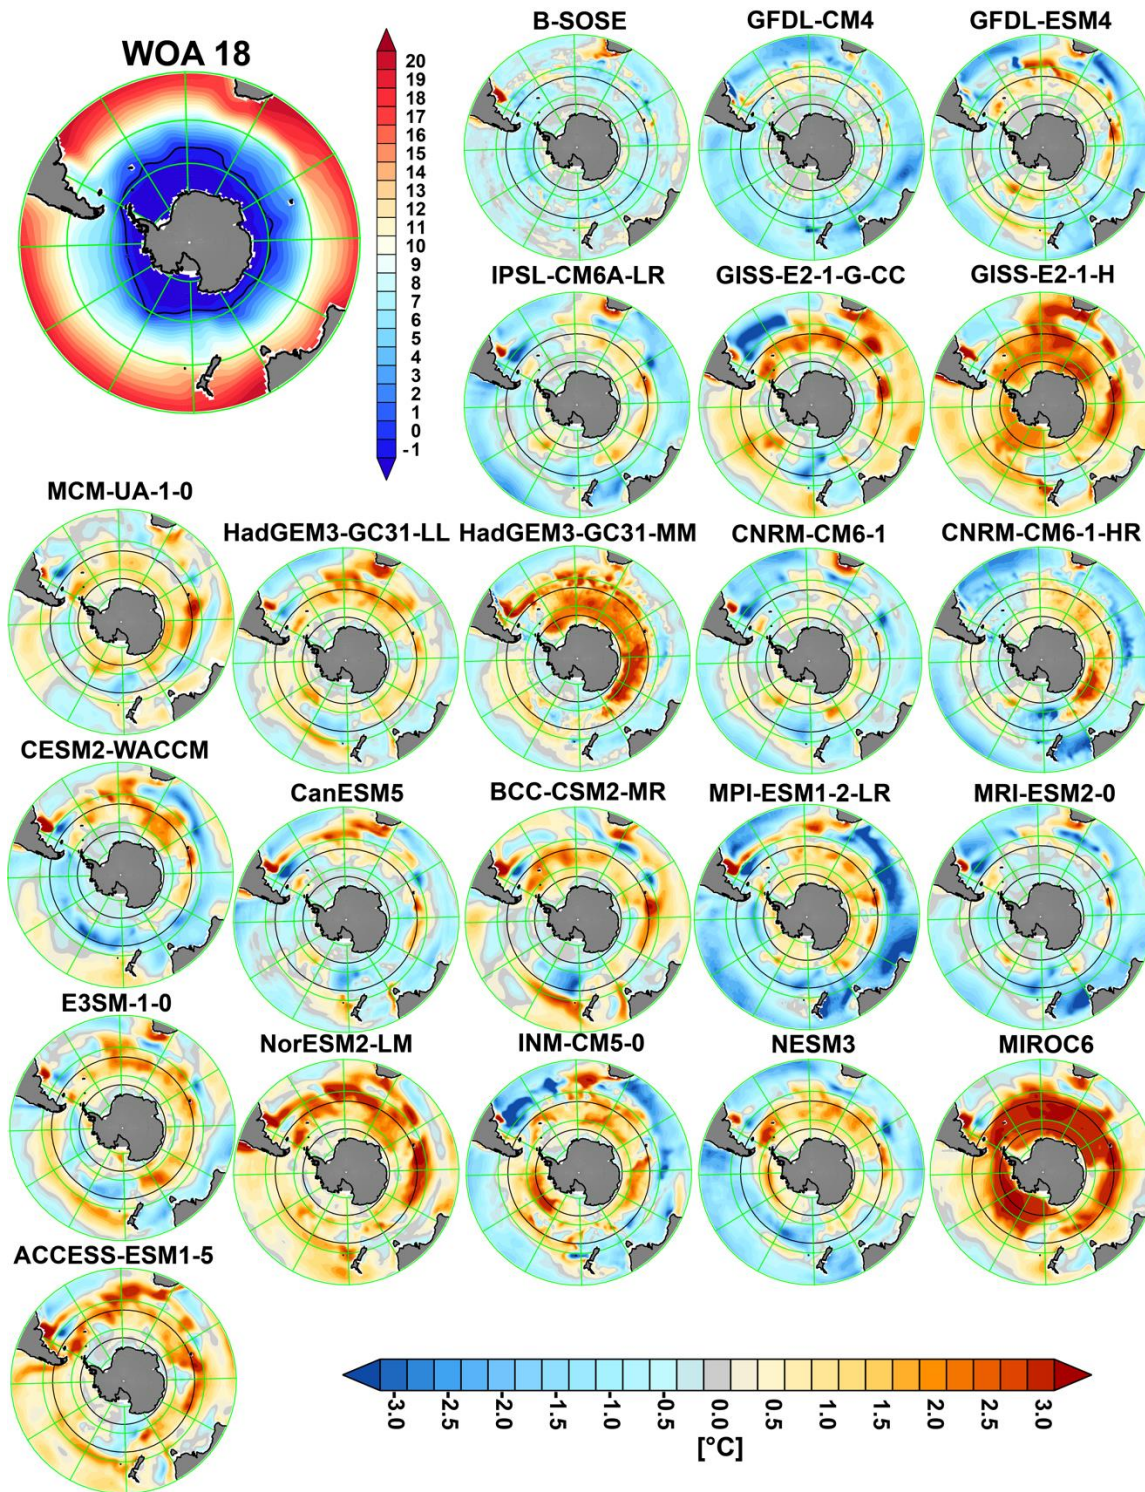 B-SOSE GFDL-CM4 GFDL-ESM4
WOA 18
20
19
18
17
16
15
14
13
12
11
10
9
8
7
6
5
4
3
2
1
0
-1
IPSL-CM6A-LR GISS-E2-1-G-CC GISS-E2-1-H
MCM-UA-1-0
HadGEM3-GC31-LL HadGEM3-GC31-MM CNRM-CM6-1 CNRM-CM6-1-HR
CESM2-WACCM
CanESM5 BCC-CSM2-MR MPI-ESM1-2-LR MRI-ESM2-0
E3SM-1-0
NorESM2-LM INM-CM5-0 NESM3 MIROC6
ACCESS-ESM1-5
-3.0 -2.5 -2.0 -1.5 -1.0 -0.5 0.0 0.5 1.0 1.5 2.0 2.5 3.0
[°C]